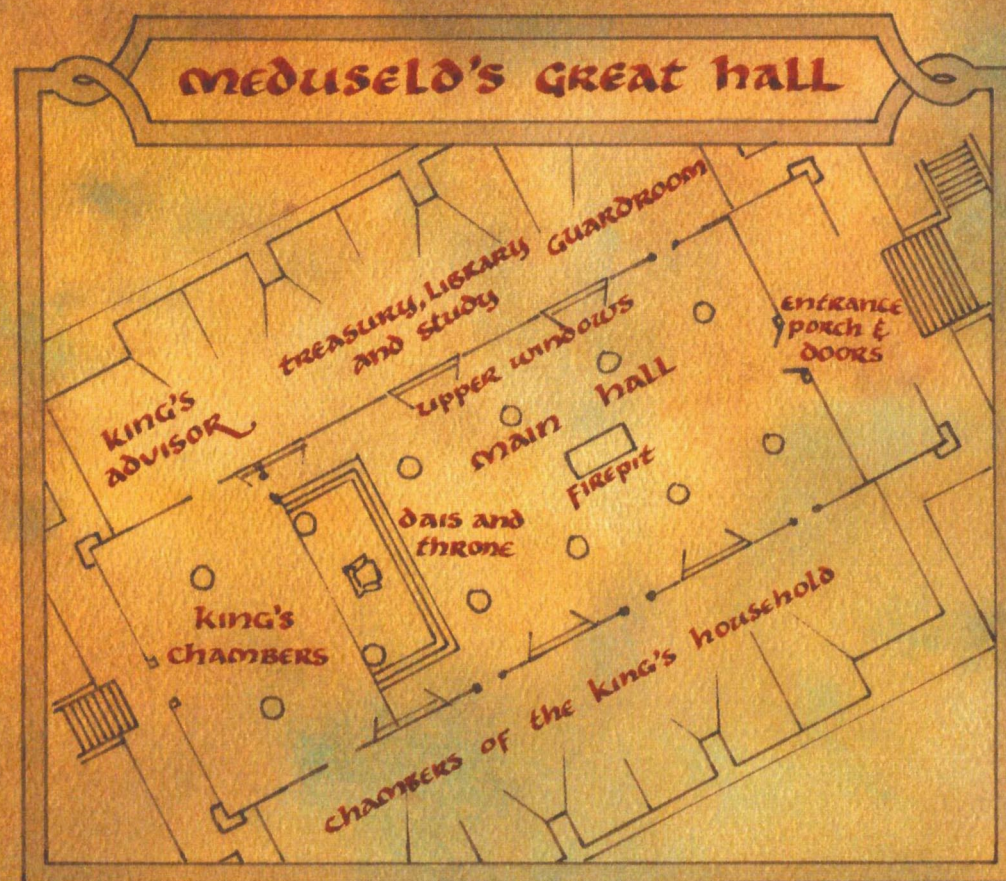 MEDUSELD'S GREAT HALL
TREASURY, LIBRARY
AND STUDY
GUARDROOM
ENTRANCE
PORCH &
DOORS
UPPER WINDOWS
KING'S
ADVISOR
MAIN HALL
FIREPIT
DAIS AND
THRONE
KING'S
CHAMBERS
CHAMBERS OF THE KING'S HOUSEHOLD